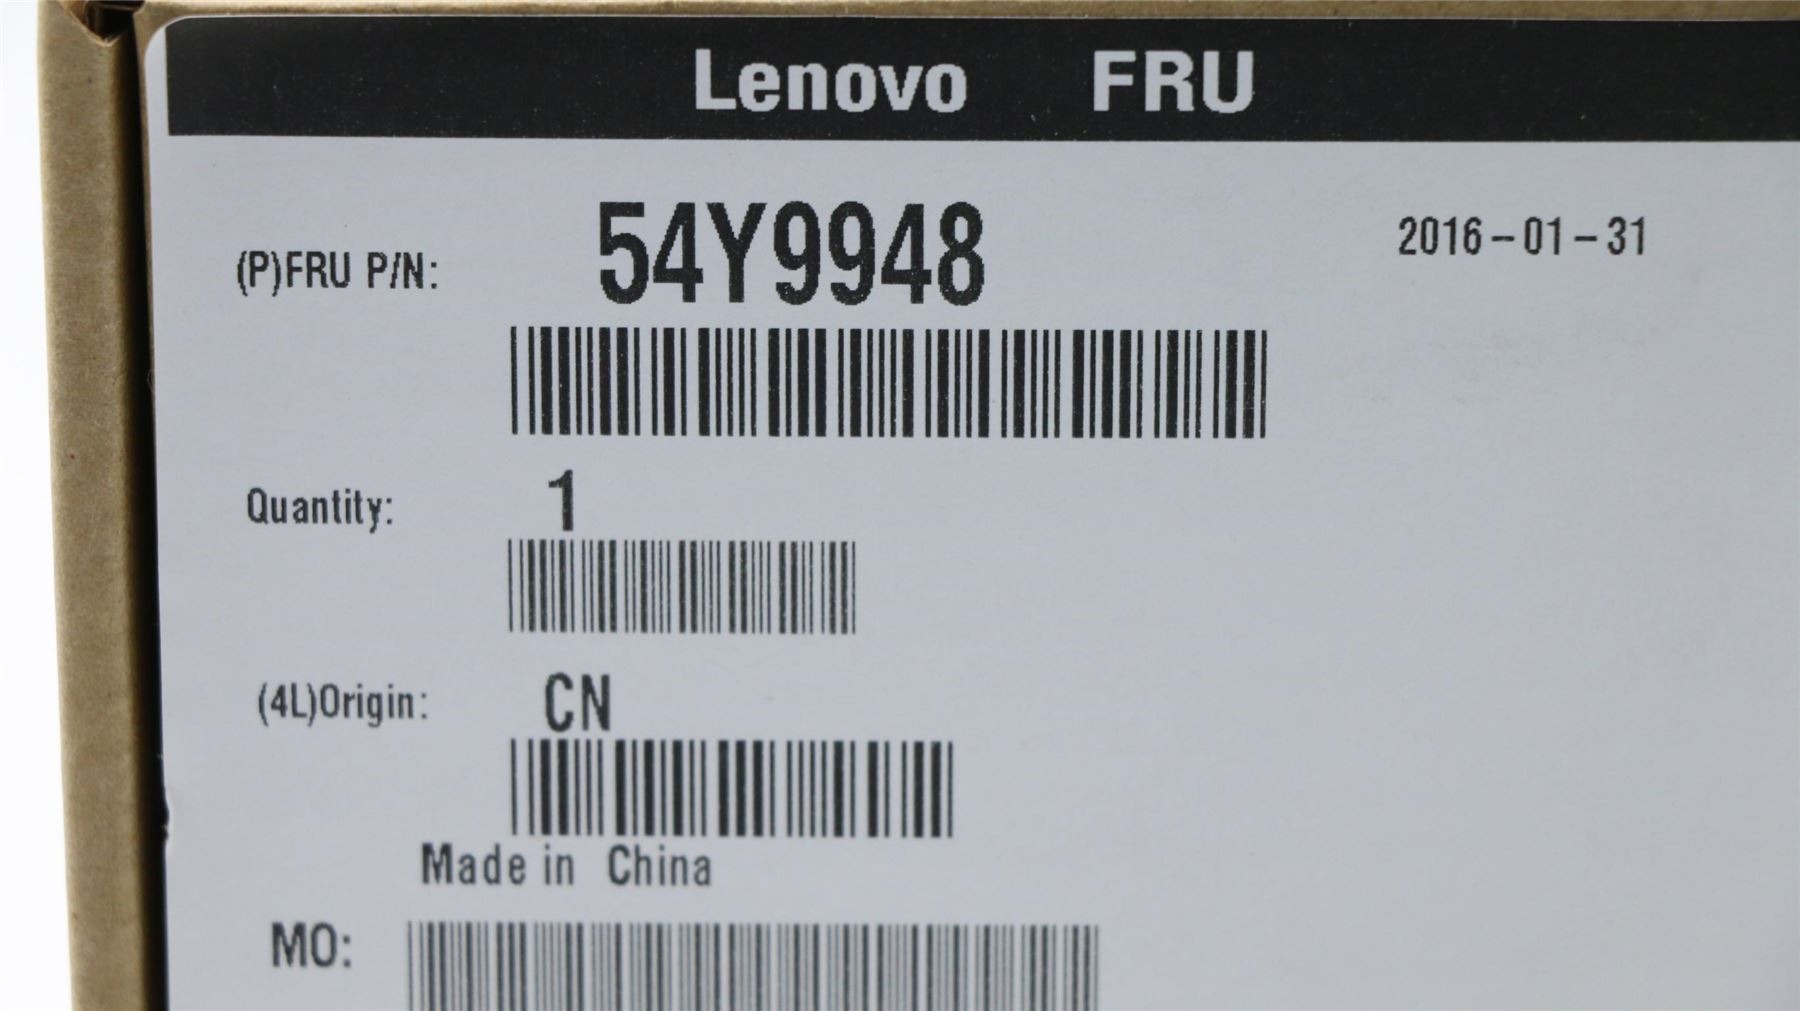 Lenovo FRU
(P)FRU P/N: 54Y9948 2016-01-31
Quantity: 1
(4L)Origin: CN
Made in China
MO: